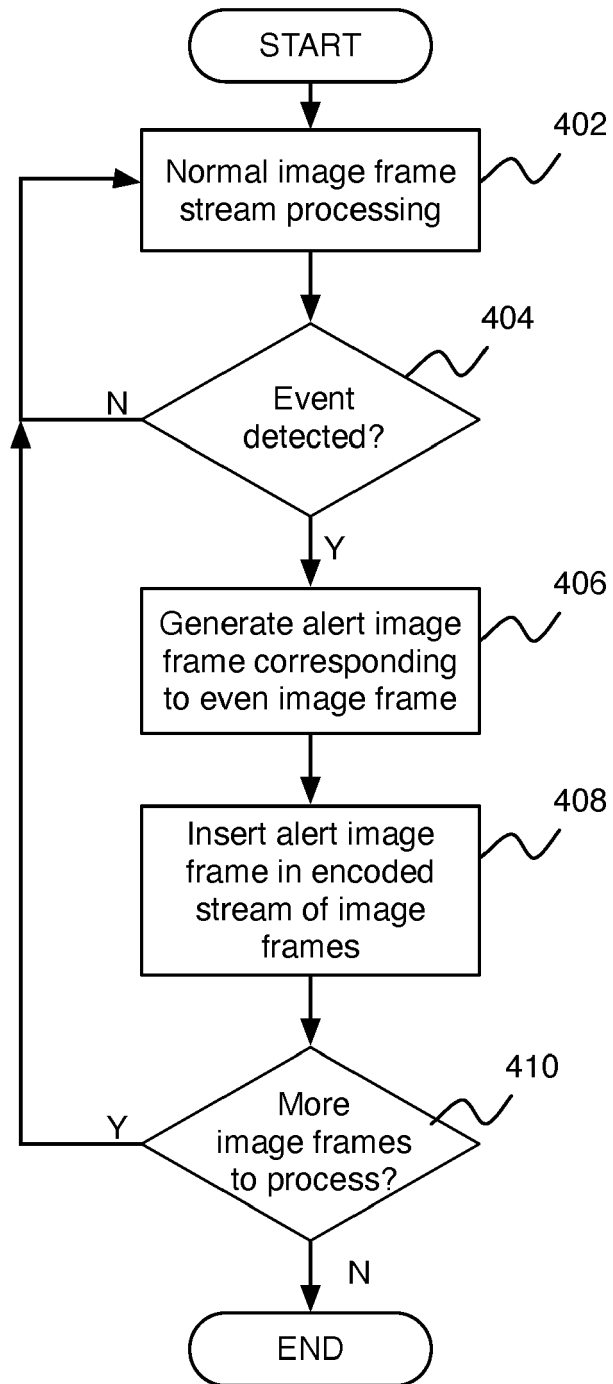 START
402
Normal image frame
stream processing
404
Event
detected?
N
Y
406
Generate alert image
frame corresponding
to even image frame
408
Insert alert image
frame in encoded
stream of image
frames
410
More
image frames
to process?
Y
N
END